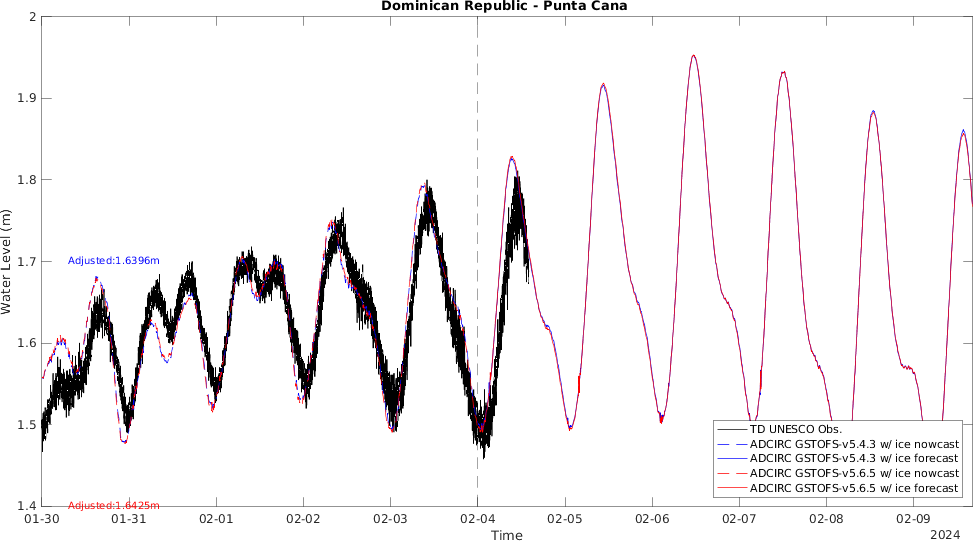 Dominican Republic - Punta Cana
2
1.9
1.8
1.7
1.6
1.5
1.4
Water Level (m)
Adjusted:1.6396m
Adjusted:1.6425m
TD UNESCO Obs.
ADCIRC GSTOFS-v5.4.3 w/ ice nowcast
ADCIRC GSTOFS-v5.4.3 w/ ice forecast
ADCIRC GSTOFS-v5.6.5 w/ ice nowcast
ADCIRC GSTOFS-v5.6.5 w/ ice forecast
01-30 01-31 02-01 02-02 02-03 02-04 02-05 02-06 02-07 02-08 02-09
Time
2024